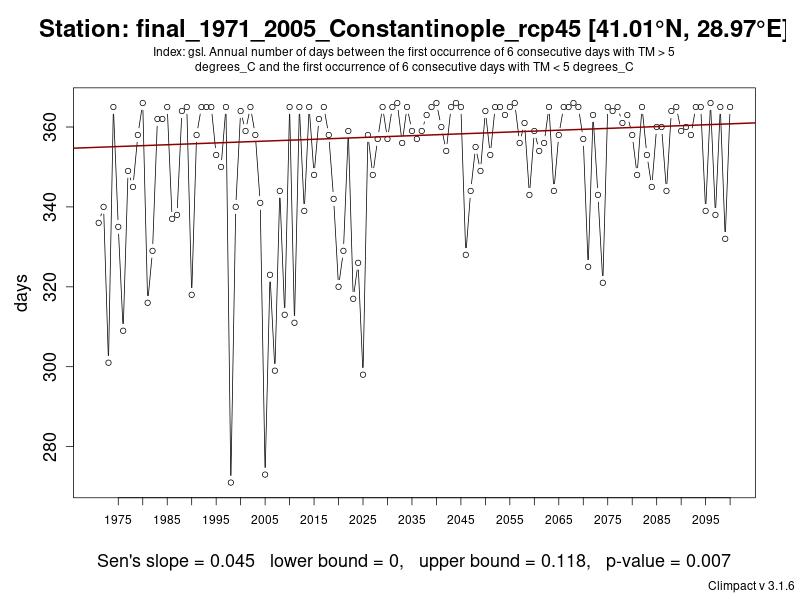 Station: final_1971_2005_Constantinople_rcp45 [41.01°N, 28.97°E]
Index: gsl. Annual number of days between the first occurrence of 6 consecutive days with TM > 5
degrees_C and the first occurrence of 6 consecutive days with TM < 5 degrees_C
days
360
340
320
300
280
1975 1985 1995 2005 2015 2025 2035 2045 2055 2065 2075 2085 2095
Sen's slope = 0.045 lower bound = 0, upper bound = 0.118, p-value = 0.007
Climpact v 3.1.6